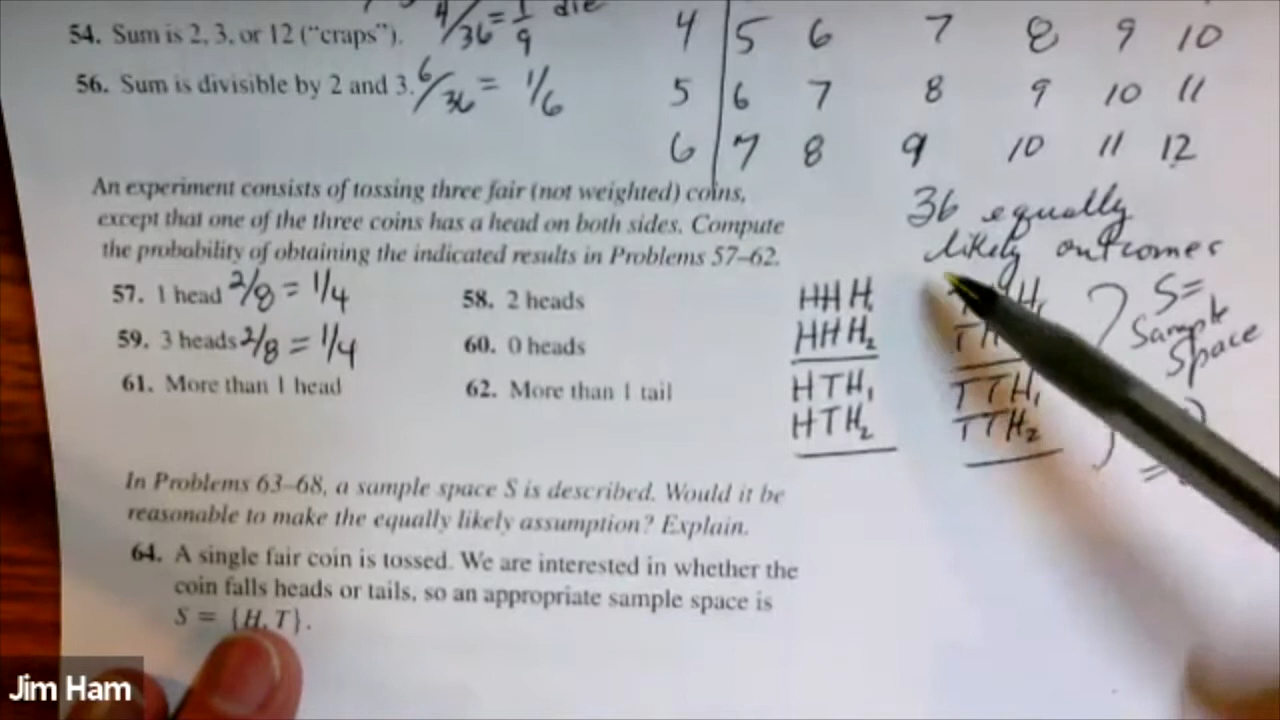 die
54. Sum is 2, 3, or 12 ("craps"). 4/36 = 1/9
56. Sum is divisible by 2 and 3. 6/36 = 1/6
4 5 6 7 8 9 10
5 6 7 8 9 10 11
6 7 8 9 10 11 12
An experiment consists of tossing three fair (not weighted) coins,
except that one of the three coins has a head on both sides. Compute
the probability of obtaining the indicated results in Problems 57–62.
57. 1 head 2/8 = 1/4
58. 2 heads
59. 3 heads 2/8 = 1/4
60. 0 heads
61. More than 1 head
62. More than 1 tail
36 equally
likely outcomes
HHH₁
HHH₂
HTH₁
HTH₂
TTH₁
TTH₂
S=
Sample
Space
In Problems 63–68, a sample space S is described. Would it be
reasonable to make the equally likely assumption? Explain.
64. A single fair coin is tossed. We are interested in whether the
coin falls heads or tails, so an appropriate sample space is
S = {H, T}.
Jim Ham